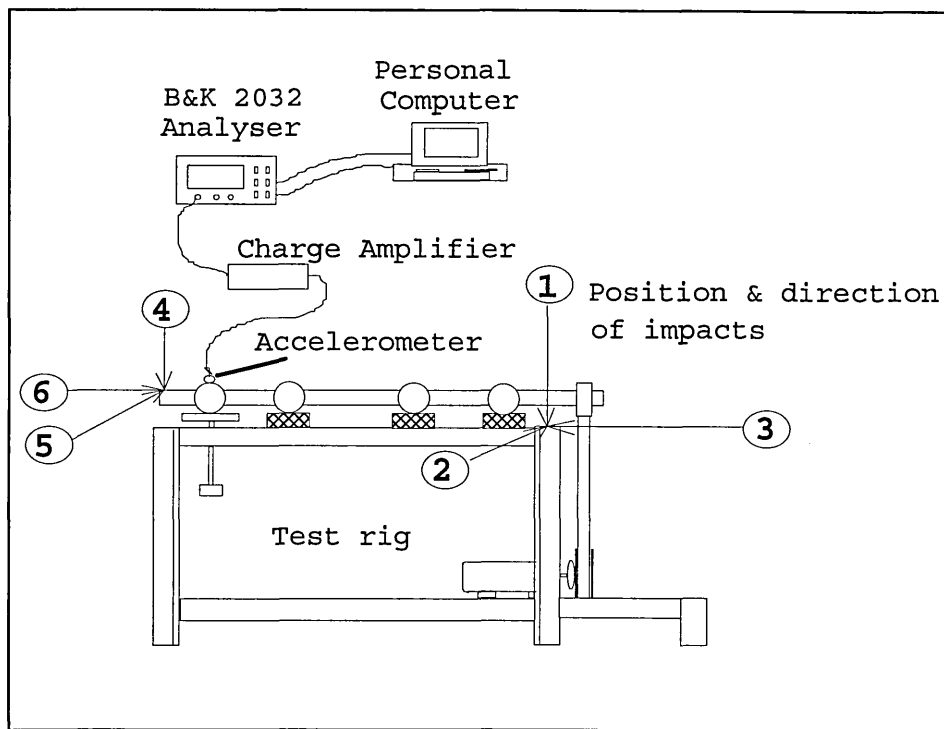 Personal
Computer
B&K 2032
Analyser
Charge Amplifier
1
Position & direction
of impacts
4
Accelerometer
6
5
3
2
Test rig